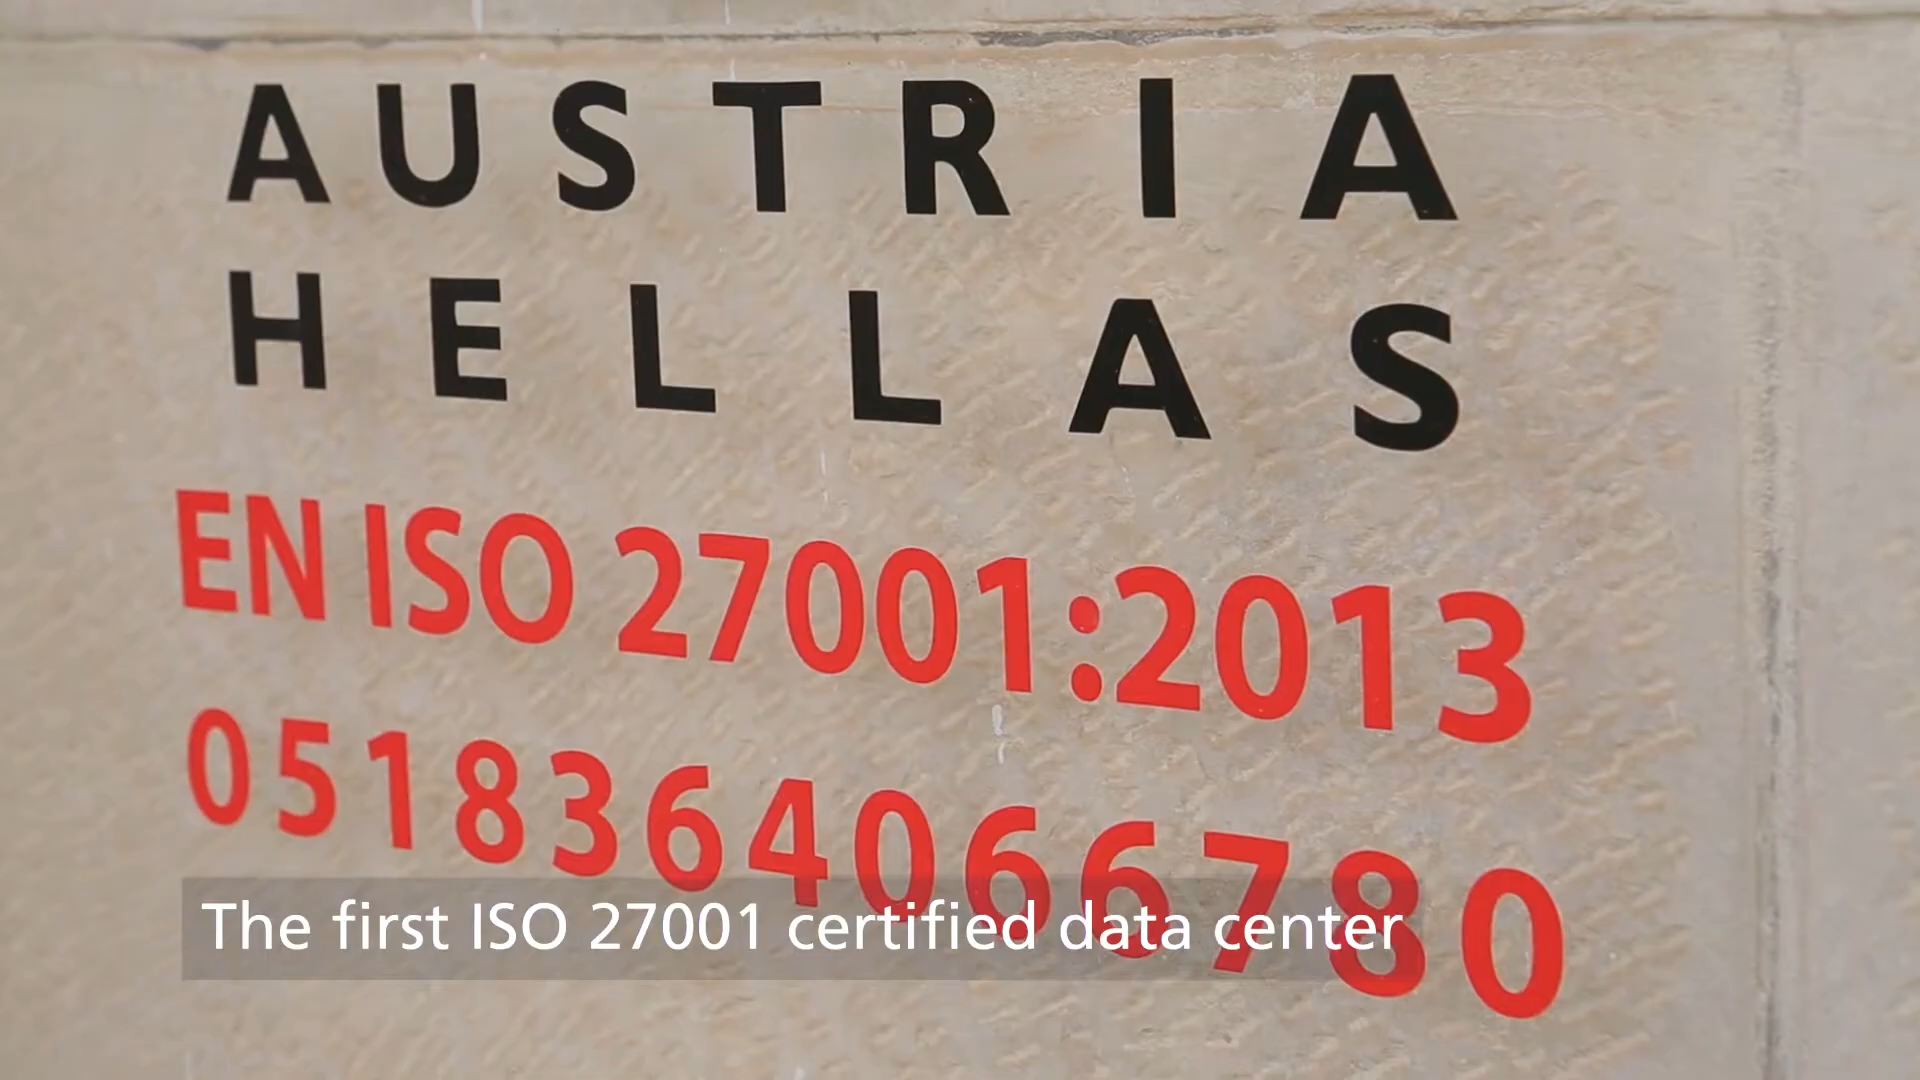 AUSTRIA
HELLAS
EN ISO 27001:2013
0518364066780
The first ISO 27001 certified data center